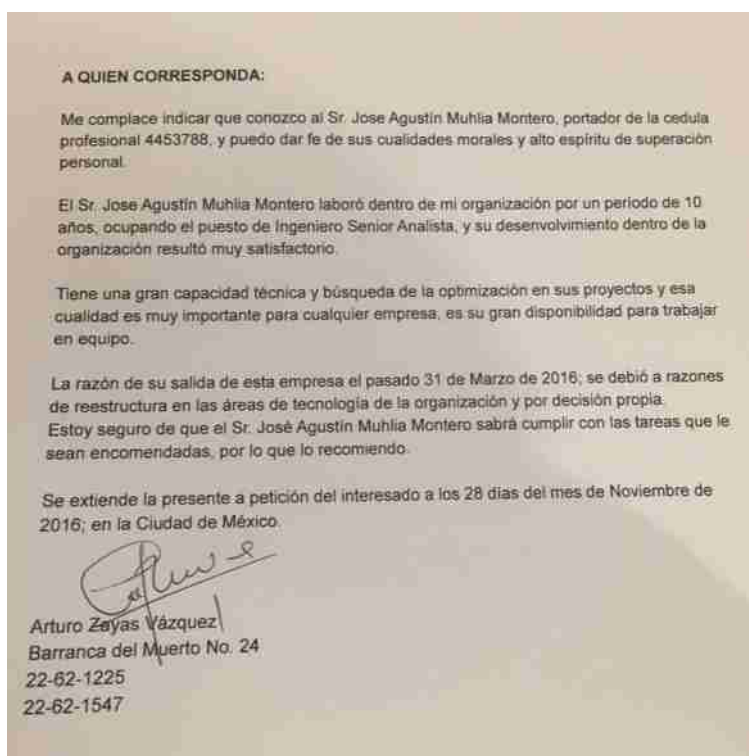 A QUIEN CORRESPONDA:
Me complace indicar que conozco al Sr. Jose Agustín Muhlia Montero, portador de la cedula
profesional 4453788, y puedo dar fe de sus cualidades morales y alto espíritu de superación
personal.
El Sr. Jose Agustín Muhlia Montero laboró dentro de mi organización por un periodo de 10
años, ocupando el puesto de Ingeniero Senior Analista, y su desenvolvimiento dentro de la
organización resultó muy satisfactorio.
Tiene una gran capacidad técnica y búsqueda de la optimización en sus proyectos y esa
cualidad es muy importante para cualquier empresa, es su gran disponibilidad para trabajar
en equipo.
La razón de su salida de esta empresa el pasado 31 de Marzo de 2016; se debió a razones
de reestructura en las áreas de tecnología de la organización y por decisión propia.
Estoy seguro de que el Sr. José Agustín Muhlia Montero sabrá cumplir con las tareas que le
sean encomendadas, por lo que lo recomiendo.
Se extiende la presente a petición del interesado a los 28 días del mes de Noviembre de
2016; en la Ciudad de México.
Arturo Zayas Vázquez
Barranca del Muerto No. 24
22-62-1225
22-62-1547